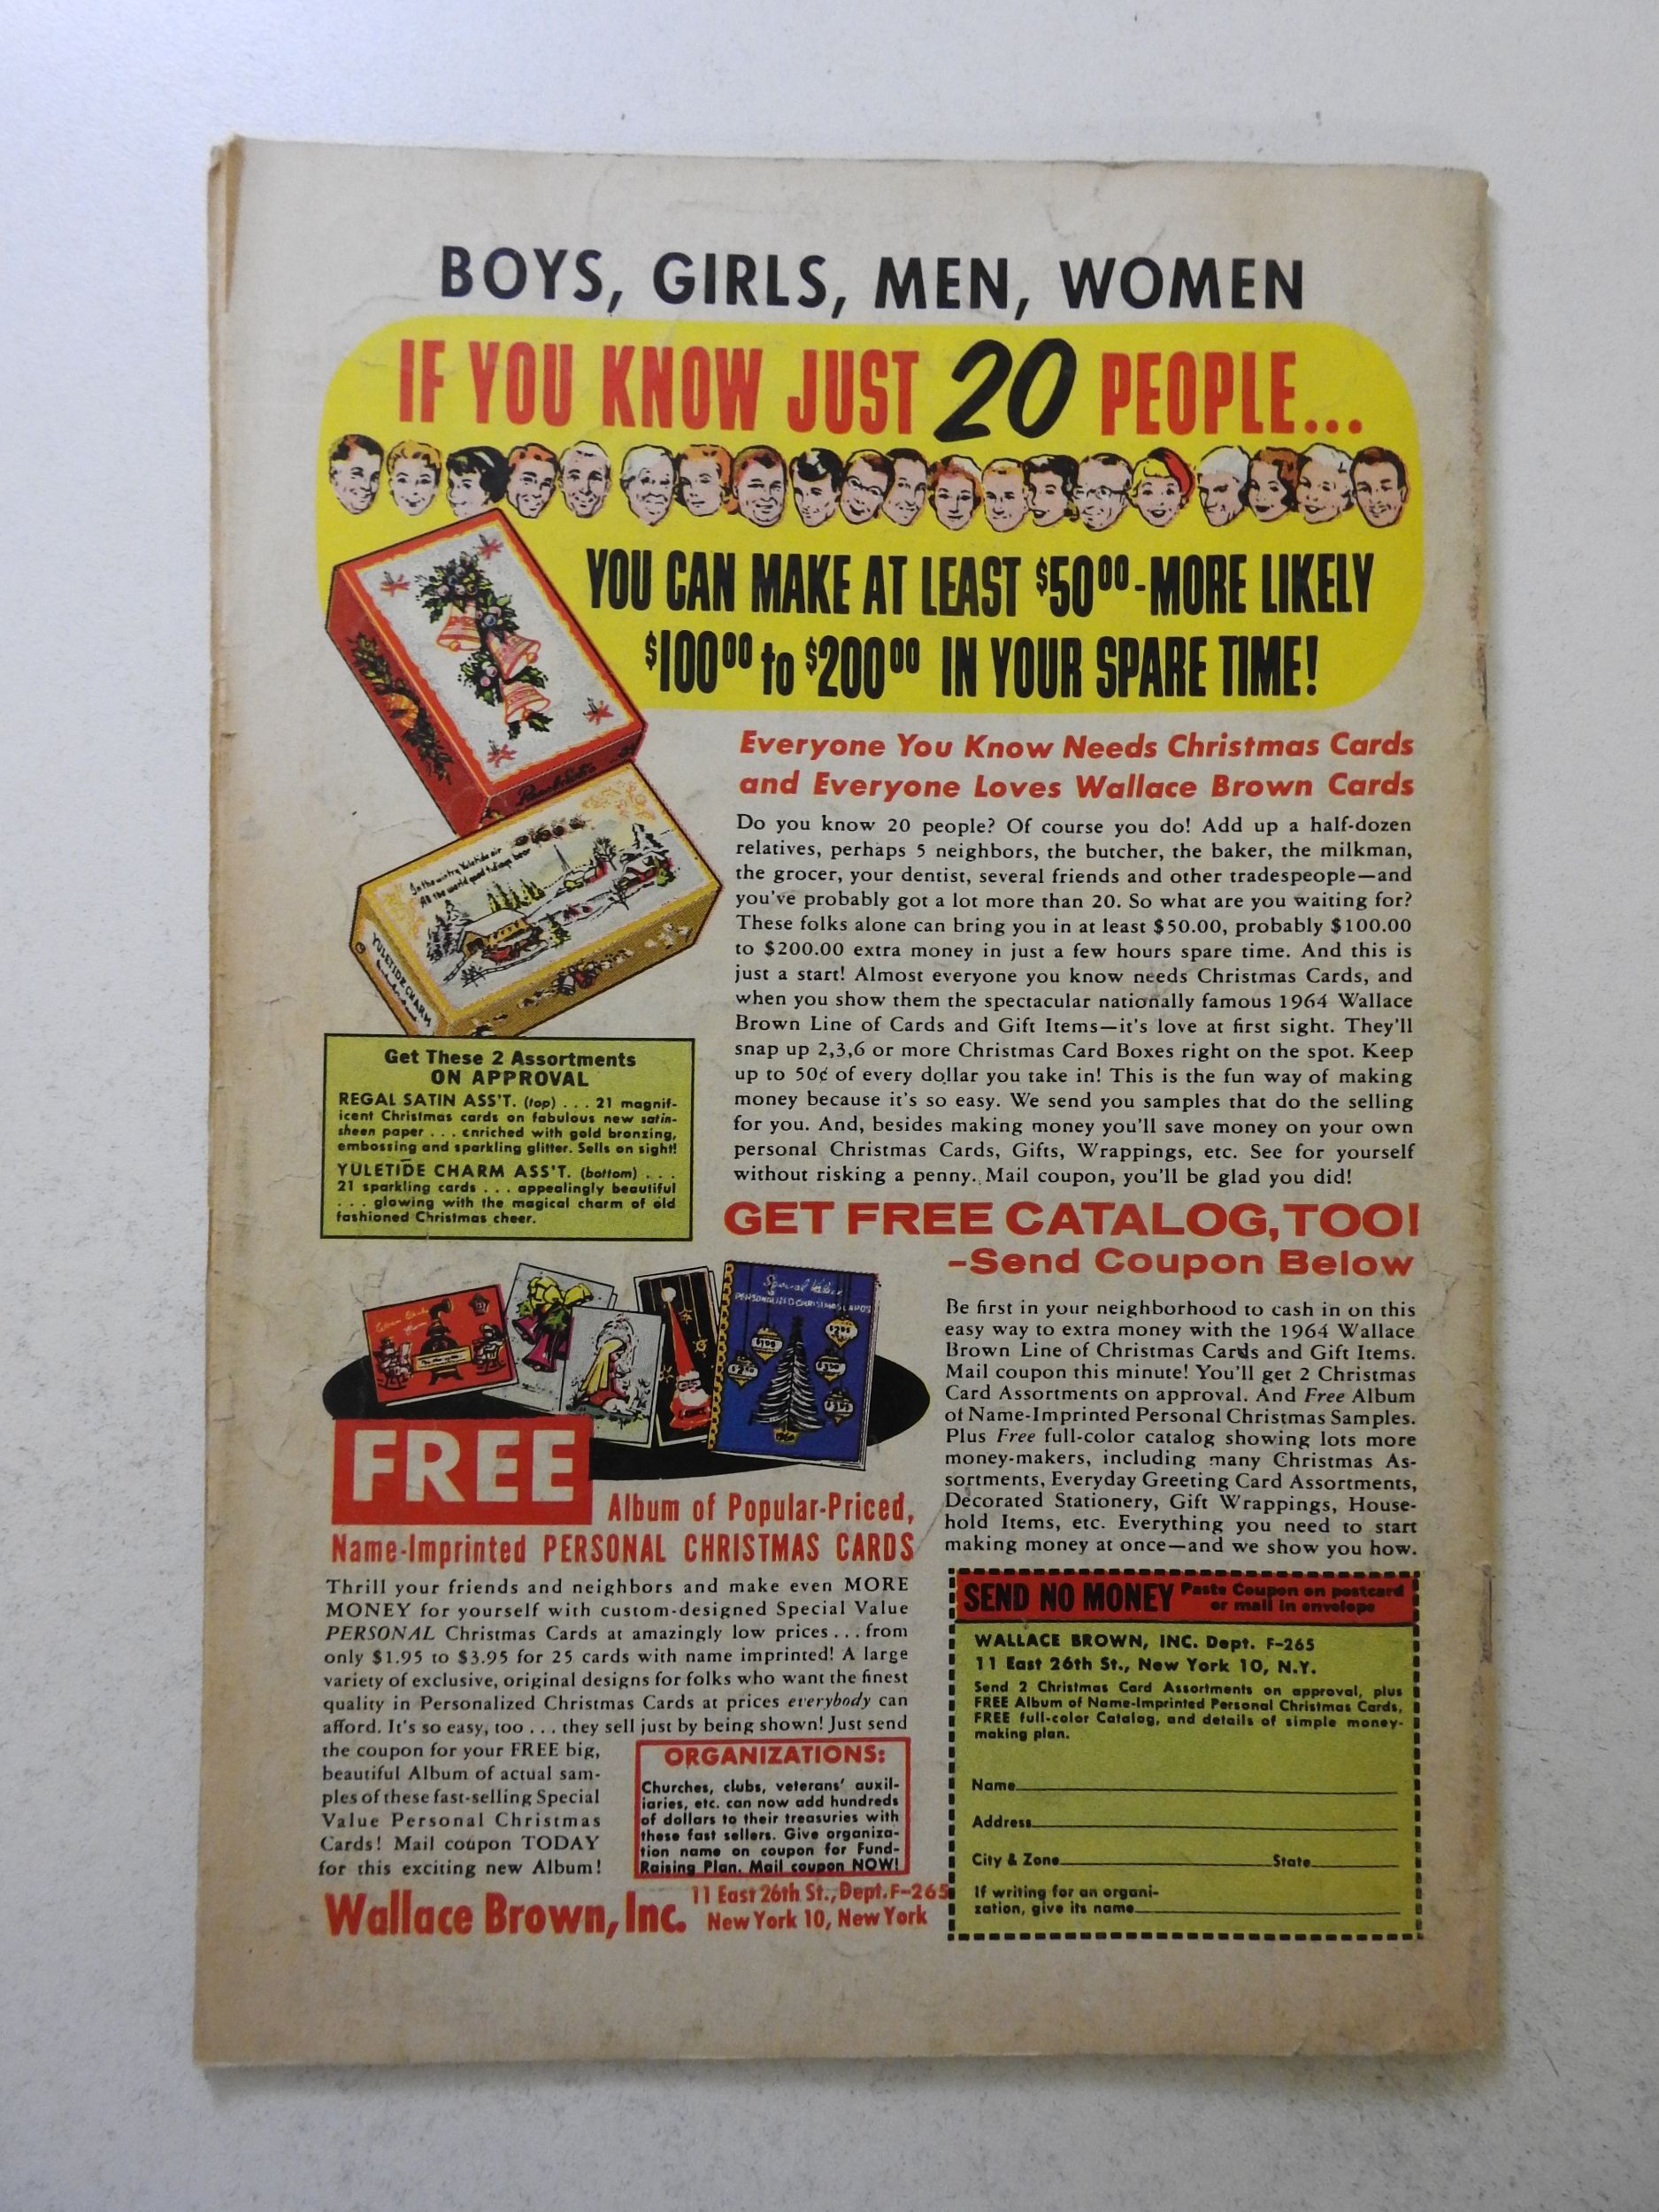 BOYS, GIRLS, MEN, WOMEN
IF YOU KNOW JUST 20 PEOPLE...
YOU CAN MAKE AT LEAST $5000-MORE LIKELY
$10000 to $20000 IN YOUR SPARE TIME!
In the wintry Yuletide air
All the world good tidings bear
YULETIDE CHARM
Everyone You Know Needs Christmas Cards
and Everyone Loves Wallace Brown Cards
Do you know 20 people? Of course you do! Add up a half-dozen
relatives, perhaps 5 neighbors, the butcher, the baker, the milkman,
the grocer, your dentist, several friends and other tradespeople—and
you've probably got a lot more than 20. So what are you waiting for?
These folks alone can bring you in at least $50.00, probably $100.00
to $200.00 extra money in just a few hours spare time. And this is
just a start! Almost everyone you know needs Christmas Cards, and
when you show them the spectacular nationally famous 1964 Wallace
Brown Line of Cards and Gift Items—it's love at first sight. They'll
snap up 2,3,6 or more Christmas Card Boxes right on the spot. Keep
up to 50¢ of every dollar you take in! This is the fun way of making
money because it's so easy. We send you samples that do the selling
for you. And, besides making money you'll save money on your own
personal Christmas Cards, Gifts, Wrappings, etc. See for yourself
without risking a penny. Mail coupon, you'll be glad you did!
Get These 2 Assortments
ON APPROVAL
REGAL SATIN ASS'T. (top) . . . 21 magnif-
icent Christmas cards on fabulous new satin-
sheen paper . . . enriched with gold bronzing,
embossing and sparkling glitter. Sells on sight!
YULETIDE CHARM ASS'T. (bottom) . . .
21 sparkling cards . . . appealingly beautiful
. . . glowing with the magical charm of old
fashioned Christmas cheer.
GET FREE CATALOG, TOO!
-Send Coupon Below
Special Value
PERSONALIZED CHRISTMAS CARDS
Be first in your neighborhood to cash in on this
easy way to extra money with the 1964 Wallace
Brown Line of Christmas Cards and Gift Items.
Mail coupon this minute! You'll get 2 Christmas
Card Assortments on approval. And Free Album
of Name-Imprinted Personal Christmas Samples.
Plus Free full-color catalog showing lots more
money-makers, including many Christmas As-
sortments, Everyday Greeting Card Assortments,
Decorated Stationery, Gift Wrappings, House-
hold Items, etc. Everything you need to start
making money at once—and we show you how.
FREE Album of Popular-Priced,
Name-Imprinted PERSONAL CHRISTMAS CARDS
Thrill your friends and neighbors and make even MORE
MONEY for yourself with custom-designed Special Value
PERSONAL Christmas Cards at amazingly low prices . . . from
only $1.95 to $3.95 for 25 cards with name imprinted! A large
variety of exclusive, original designs for folks who want the finest
quality in Personalized Christmas Cards at prices everybody can
afford. It's so easy, too . . . they sell just by being shown! Just send
the coupon for your FREE big,
beautiful Album of actual sam-
ples of these fast-selling Special
Value Personal Christmas
Cards! Mail coupon TODAY
for this exciting new Album!
ORGANIZATIONS:
Churches, clubs, veterans' auxil-
iaries, etc. can now add hundreds
of dollars to their treasuries with
these fast sellers. Give organiza-
tion name on coupon for Fund-
Raising Plan. Mail coupon NOW!
Wallace Brown, Inc. 11 East 26th St., Dept. F-265
New York 10, New York
SEND NO MONEY Paste Coupon on postcard
or mail in envelope
WALLACE BROWN, INC. Dept. F-265
11 East 26th St., New York 10, N.Y.
Send 2 Christmas Card Assortments on approval, plus
FREE Album of Name-Imprinted Personal Christmas Cards,
FREE full-color Catalog, and details of simple money-
making plan.
Name
Address
City & Zone State
If writing for an organi-
zation, give its name